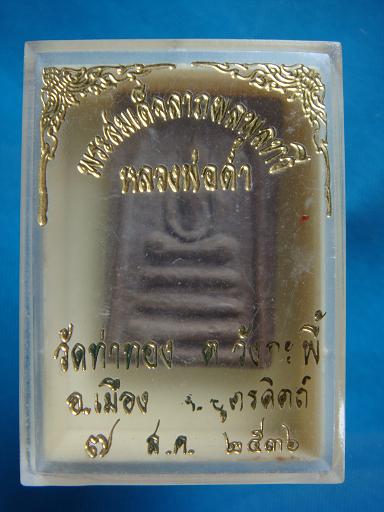 พระสมเด็จลาภผลพูลทวี
หลวงพ่อดำ
วัดท่าทอง ต.วังกะพี้
อ.เมือง จ.อุตรดิตถ์
๗ ส.ค. ๒๕๓๖